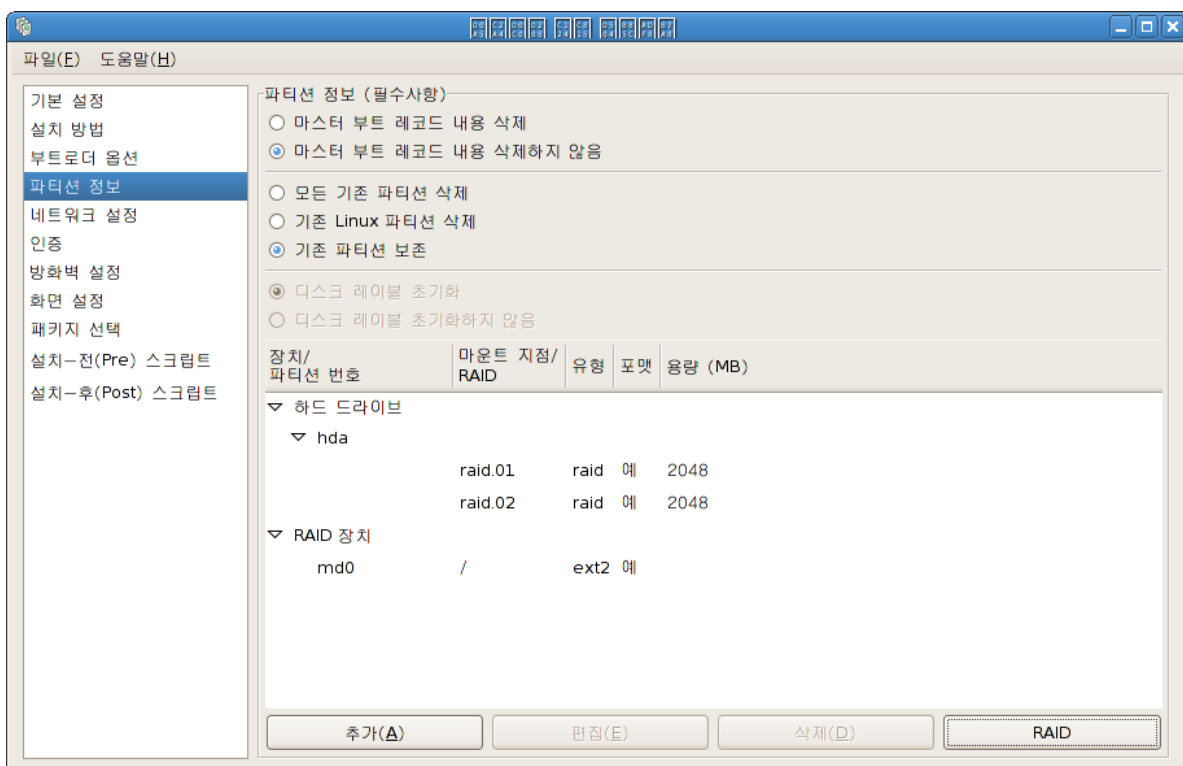 파일(F) 도움말(H)
기본 설정
설치 방법
부트로더 옵션
파티션 정보
네트워크 설정
인증
방화벽 설정
화면 설정
패키지 선택
설치—전(Pre) 스크립트
설치—후(Post) 스크립트
파티션 정보 (필수사항)
마스터 부트 레코드 내용 삭제
마스터 부트 레코드 내용 삭제하지 않음
모든 기존 파티션 삭제
기존 Linux 파티션 삭제
기존 파티션 보존
디스크 레이블 초기화
디스크 레이블 초기화하지 않음
장치/ 마운트 지점/ 유형 포맷 용량 (MB)
파티션 번호 RAID
하드 드라이브
hda
raid.01 raid 예 2048
raid.02 raid 예 2048
RAID 장치
md0 / ext2 예
추가(A) 편집(E) 삭제(D) RAID